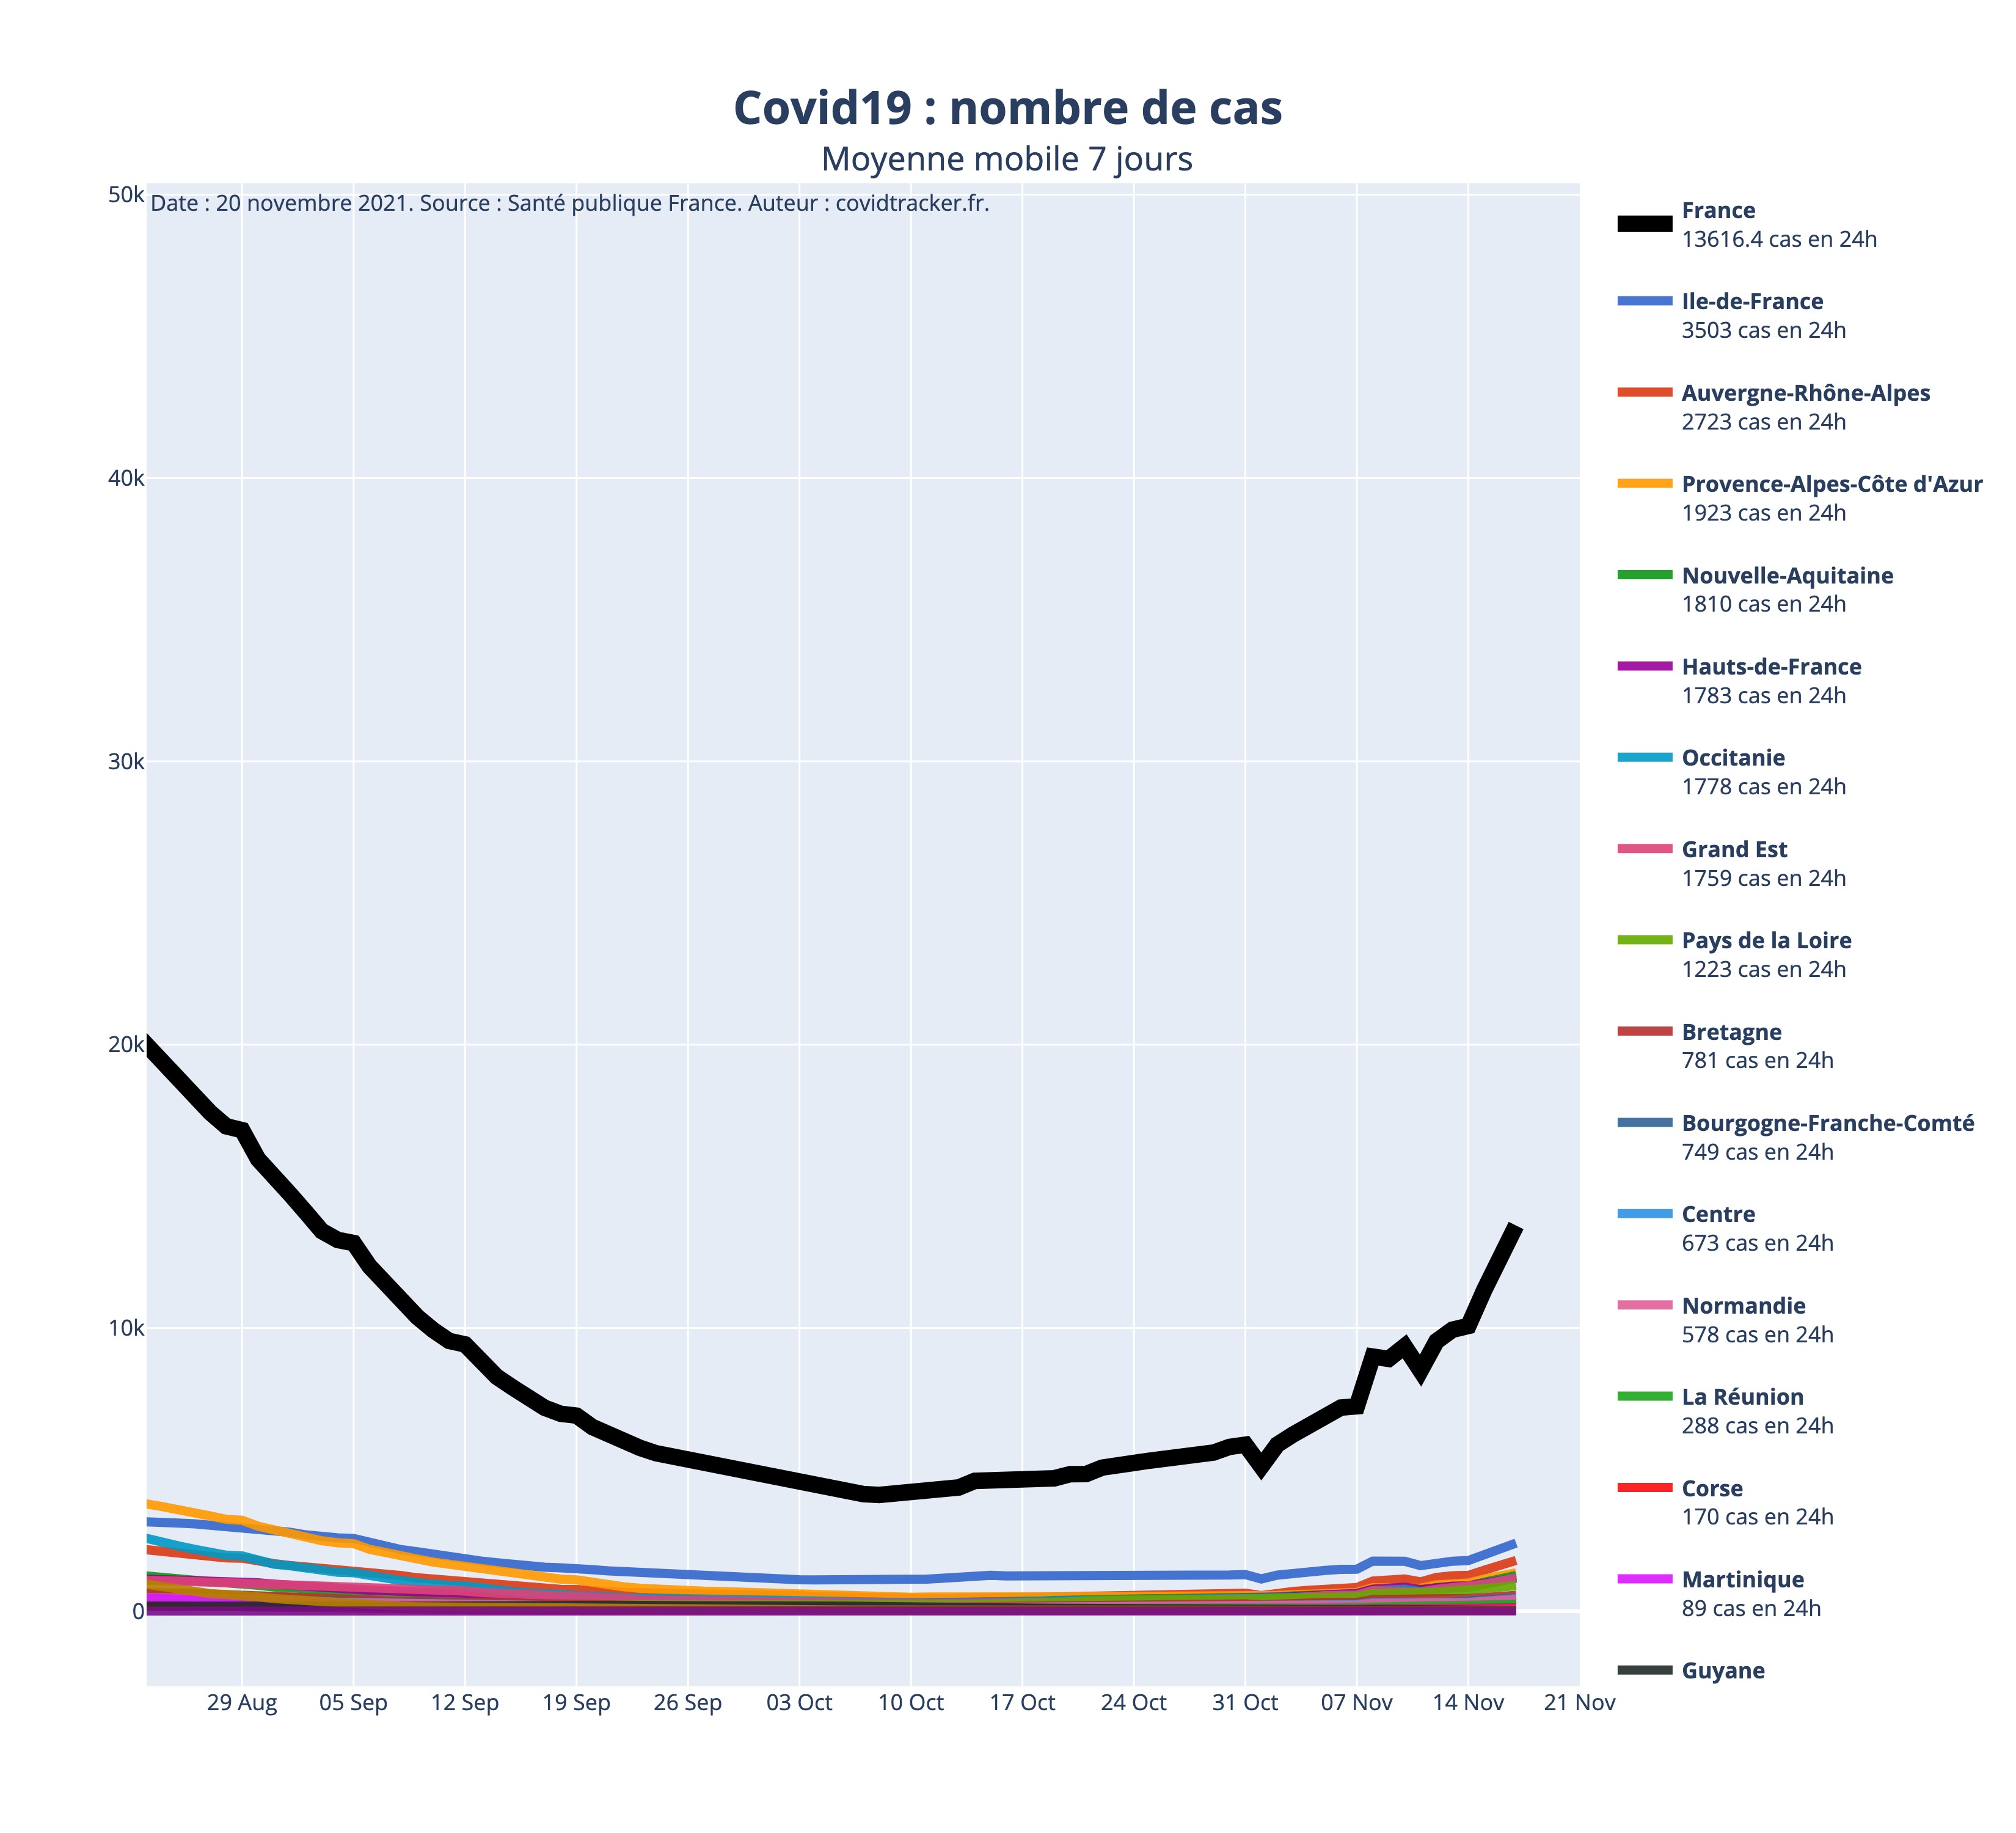 Covid19 : nombre de cas
Moyenne mobile 7 jours
Date : 20 novembre 2021. Source : Santé publique France. Auteur : covidtracker.fr.
50k
40k
30k
20k
10k
0
29 Aug
05 Sep
12 Sep
19 Sep
26 Sep
03 Oct
10 Oct
17 Oct
24 Oct
31 Oct
07 Nov
14 Nov
21 Nov
France
13616.4 cas en 24h
Ile-de-France
3503 cas en 24h
Auvergne-Rhône-Alpes
2723 cas en 24h
Provence-Alpes-Côte d'Azur
1923 cas en 24h
Nouvelle-Aquitaine
1810 cas en 24h
Hauts-de-France
1783 cas en 24h
Occitanie
1778 cas en 24h
Grand Est
1759 cas en 24h
Pays de la Loire
1223 cas en 24h
Bretagne
781 cas en 24h
Bourgogne-Franche-Comté
749 cas en 24h
Centre
673 cas en 24h
Normandie
578 cas en 24h
La Réunion
288 cas en 24h
Corse
170 cas en 24h
Martinique
89 cas en 24h
Guyane